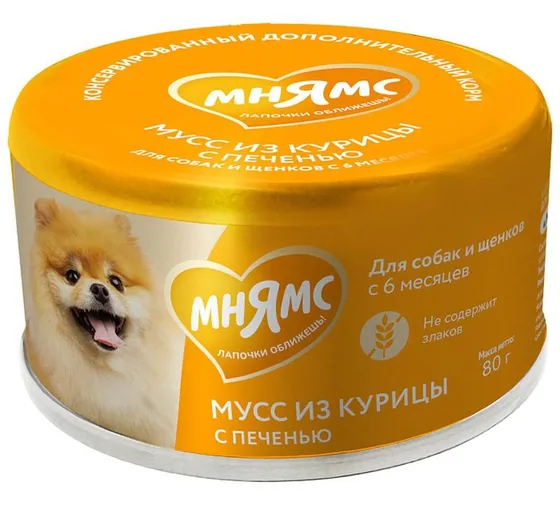 КОНСЕРВИРОВАННЫЙ ДОПОЛНИТЕЛЬНЫЙ КОРМ
МНЯМС
ЛАПОЧКИ ОБЛИЖЕШЬ!
МУСС ИЗ КУРИЦЫ
С ПЕЧЕНЬЮ
ДЛЯ СОБАК И ЩЕНКОВ С 6 МЕСЯЦЕВ
Для собак и щенков
с 6 месяцев
МНЯМС
ЛАПОЧКИ ОБЛИЖЕШЬ!
Не содержит
злаков
Масса нетто:
80 г
МУСС ИЗ КУРИЦЫ
С ПЕЧЕНЬЮ